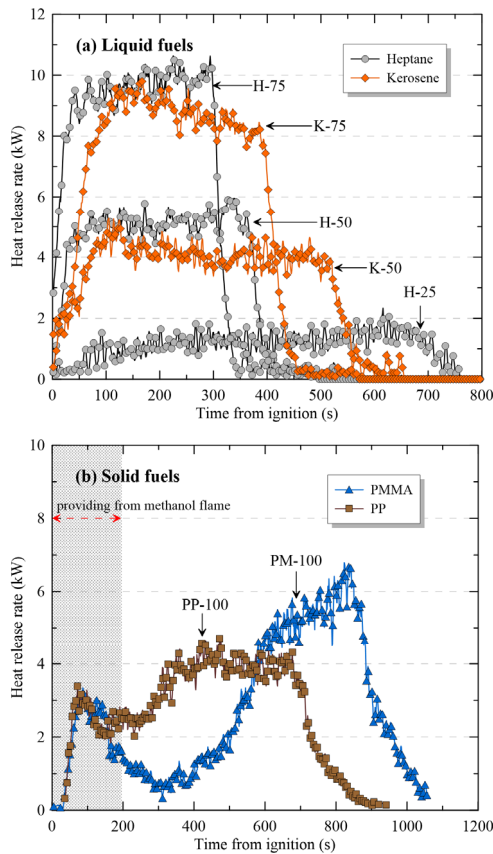 12
(a) Liquid fuels
Heptane
Kerosene
10
H-75
8
K-75
6
H-50
4
K-50
H-25
2
0
Heat release rate (kW)
0 100 200 300 400 500 600 700 800
Time from ignition (s)
10
(b) Solid fuels
PMMA
PP
providing from methanol flame
8
PM-100
6
PP-100
4
2
0
Heat release rate (kW)
0 200 400 600 800 1000 1200
Time from ignition (s)